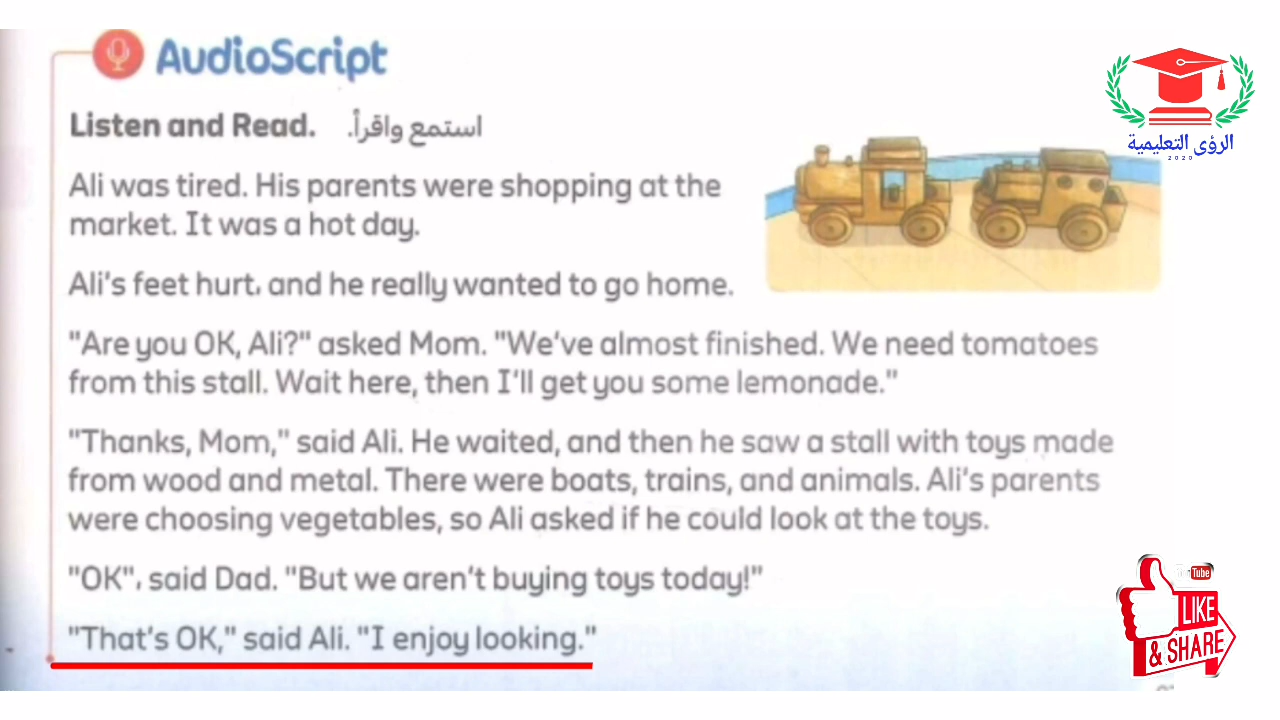 AudioScript
Listen and Read. استمع واقرأ.
Ali was tired. His parents were shopping at the
market. It was a hot day.
Ali's feet hurt، and he really wanted to go home.
"Are you OK, Ali?" asked Mom. "We've almost finished. We need tomatoes
from this stall. Wait here, then I'll get you some lemonade."
"Thanks, Mom," said Ali. He waited, and then he saw a stall with toys made
from wood and metal. There were boats, trains, and animals. Ali's parents
were choosing vegetables, so Ali asked if he could look at the toys.
"OK"، said Dad. "But we aren't buying toys today!"
"That's OK," said Ali. "I enjoy looking."
الرؤى التعليمية
2020
YouTube
LIKE
& SHARE